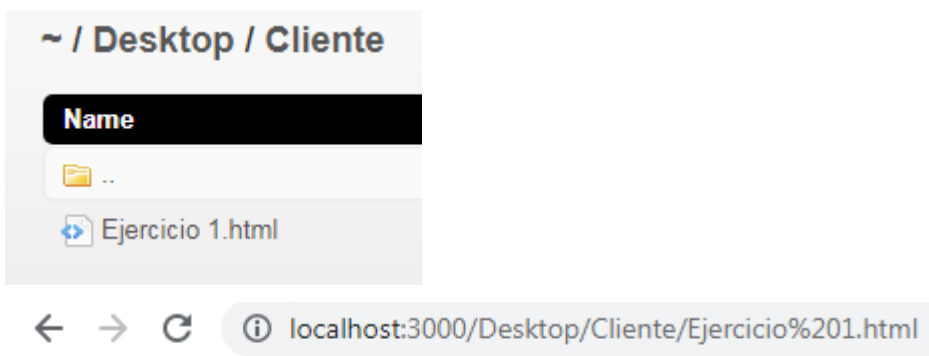 ~ / Desktop / Cliente
Name
..
Ejercicio 1.html
localhost:3000/Desktop/Cliente/Ejercicio%201.html